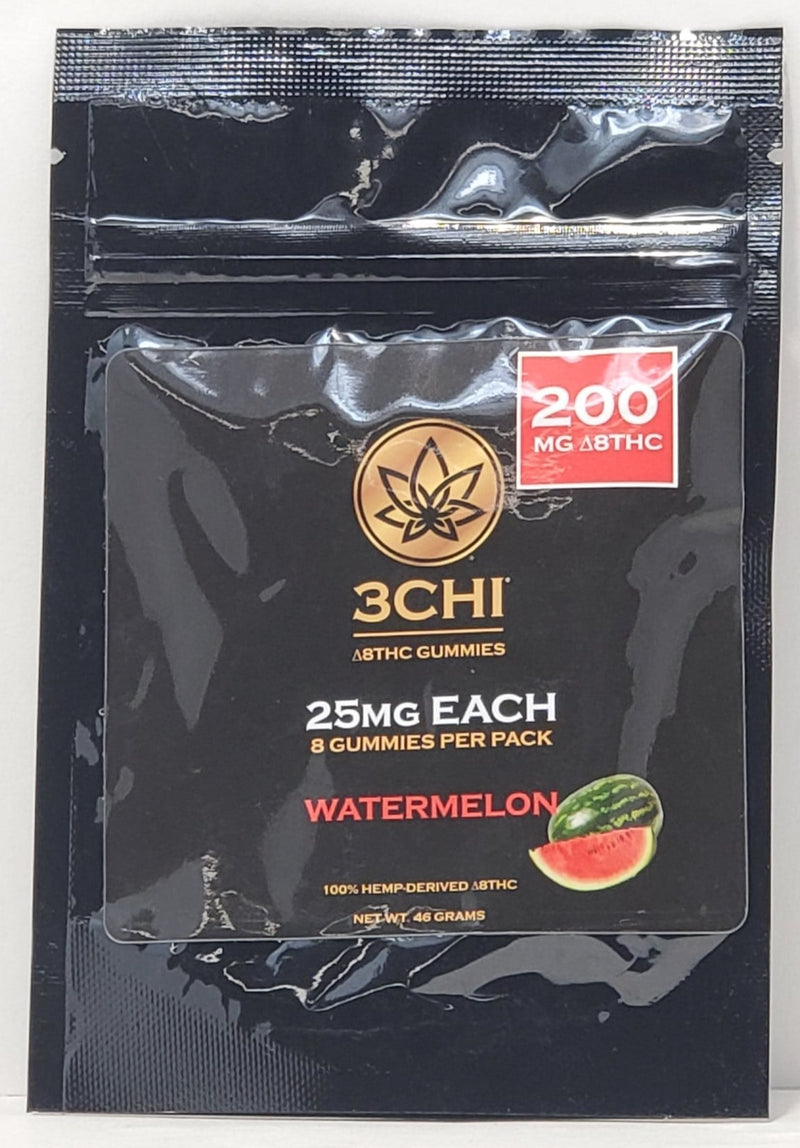 200
MG Δ8THC
3CHI
Δ8THC GUMMIES
25MG EACH
8 GUMMIES PER PACK
WATERMELON
100% HEMP-DERIVED Δ8THC
NET WT. 46 GRAMS